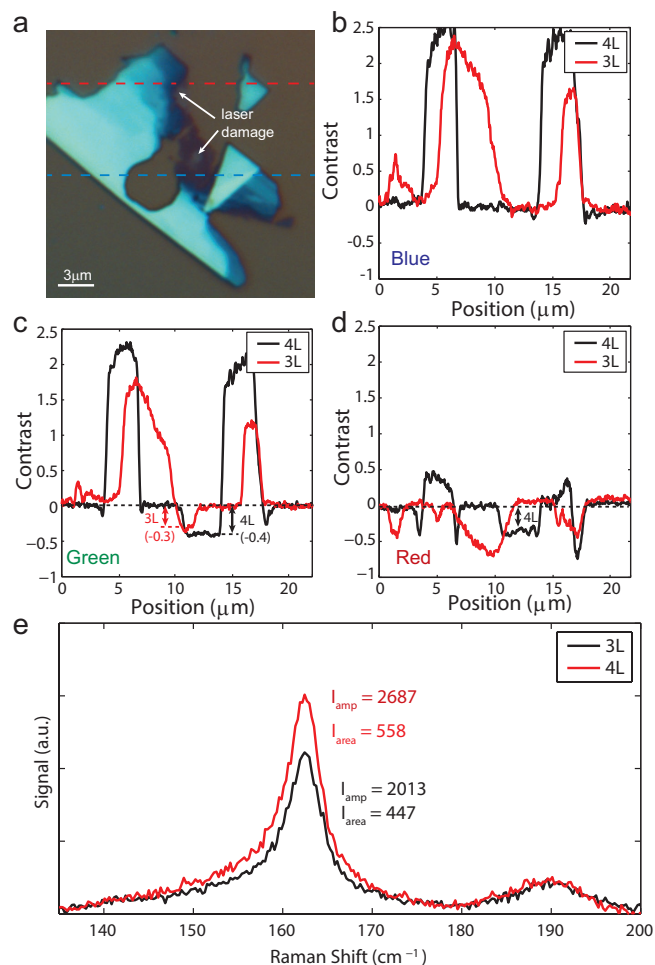 a
laser
damage
3μm
b
2.5
2
1.5
1
0.5
0
-0.5
-1
Contrast
4L
3L
Blue
0 5 10 15 20
Position (μm)
c
2.5
2
1.5
1
0.5
0
−0.5
−1
Contrast
4L
3L
3L
(-0.3)
4L
(-0.4)
Green
0 5 10 15 20
Position (μm)
d
2.5
2
1.5
1
0.5
0
-0.5
-1
Contrast
4L
3L
4L
Red
0 5 10 15 20
Position (μm)
e
3L
4L
Iamp = 2687
Iarea = 558
Iamp = 2013
Iarea = 447
Signal (a.u.)
140 150 160 170 180 190 200
Raman Shift (cm −1)